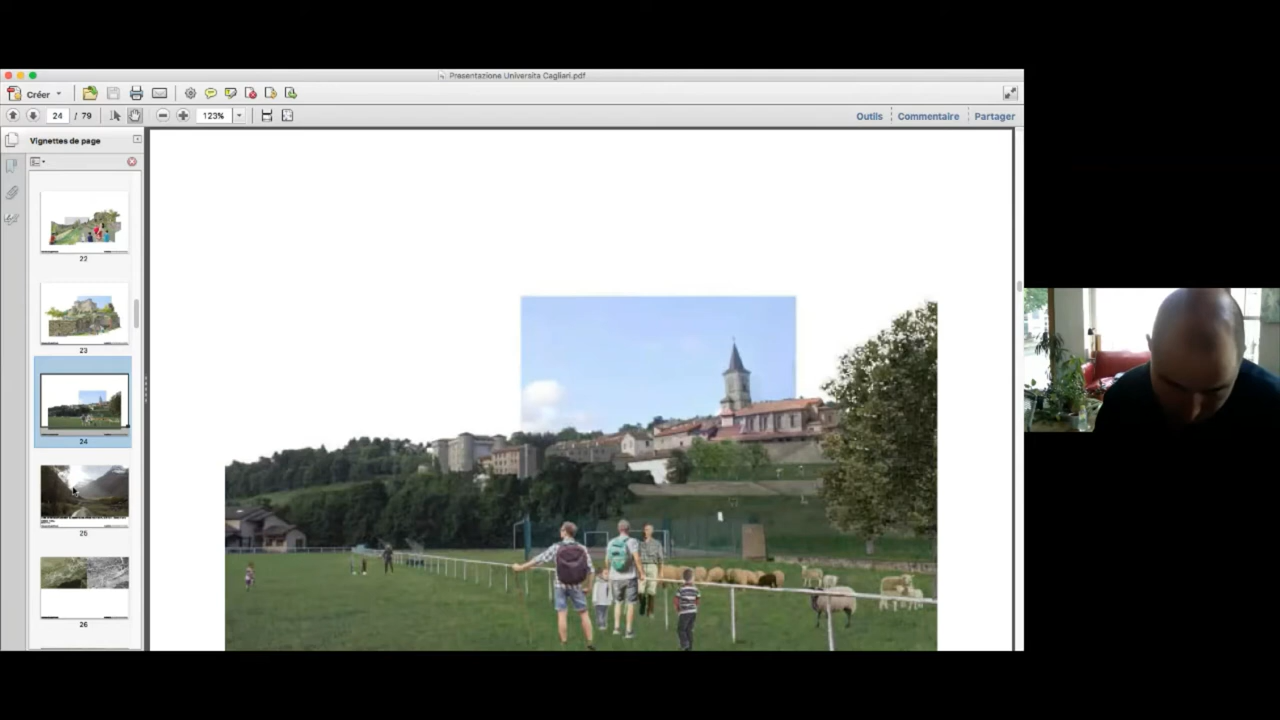 Presentazione Universita Cagliari.pdf
Créer
24 / 79
123%
Outils
Commentaire
Partager
Vignettes de page
22
23
24
25
26